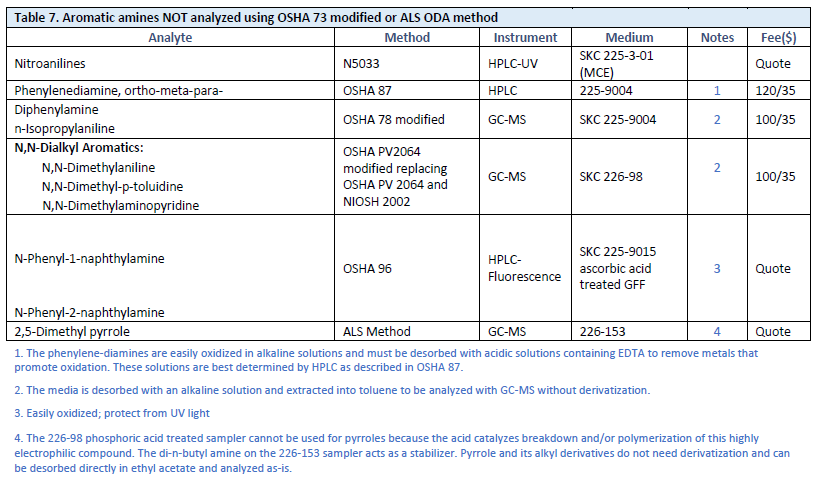 Table 7. Aromatic amines NOT analyzed using OSHA 73 modified or ALS ODA method
Analyte Method Instrument Medium Notes Fee($)
Nitroanilines N5033 HPLC-UV SKC 225-3-01 (MCE) Quote
Phenylenediamine, ortho-meta-para- OSHA 87 HPLC 225-9004 1 120/35
Diphenylamine
n-Isopropylaniline
OSHA 78 modified GC-MS SKC 225-9004 2 100/35
N,N-Dialkyl Aromatics:
N,N-Dimethylaniline
N,N-Dimethyl-p-toluidine
N,N-Dimethylaminopyridine
OSHA PV2064
modified replacing
OSHA PV 2064 and
NIOSH 2002
GC-MS SKC 226-98 2 100/35
N-Phenyl-1-naphthylamine
N-Phenyl-2-naphthylamine
OSHA 96
HPLC-
Fluorescence
SKC 225-9015
ascorbic acid
treated GFF
3 Quote
2,5-Dimethyl pyrrole ALS Method GC-MS 226-153 4 Quote
1. The phenylene-diamines are easily oxidized in alkaline solutions and must be desorbed with acidic solutions containing EDTA to remove metals that
promote oxidation. These solutions are best determined by HPLC as described in OSHA 87.
2. The media is desorbed with an alkaline solution and extracted into toluene to be analyzed with GC-MS without derivatization.
3. Easily oxidized; protect from UV light
4. The 226-98 phosphoric acid treated sampler cannot be used for pyrroles because the acid catalyzes breakdown and/or polymerization of this highly
electrophilic compound. The di-n-butyl amine on the 226-153 sampler acts as a stabilizer. Pyrrole and its alkyl derivatives do not need derivatization and can
be desorbed directly in ethyl acetate and analyzed as-is.